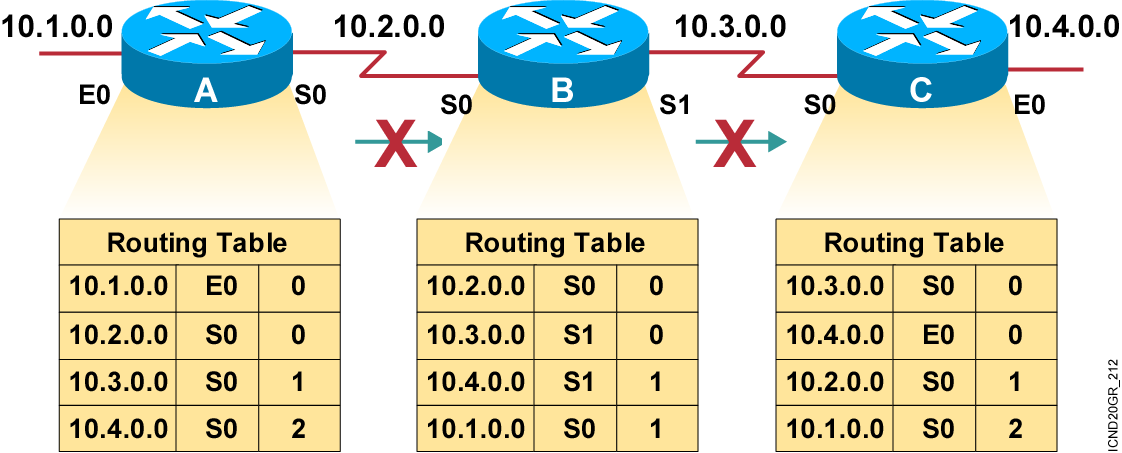 10.1.0.0 10.2.0.0 10.3.0.0 10.4.0.0
A B C
E0 S0 S0 S1 S0 E0
X X
Routing Table
10.1.0.0 E0 0
10.2.0.0 S0 0
10.3.0.0 S0 1
10.4.0.0 S0 2
Routing Table
10.2.0.0 S0 0
10.3.0.0 S1 0
10.4.0.0 S1 1
10.1.0.0 S0 1
Routing Table
10.3.0.0 S0 0
10.4.0.0 E0 0
10.2.0.0 S0 1
10.1.0.0 S0 2
ICND20GR_212